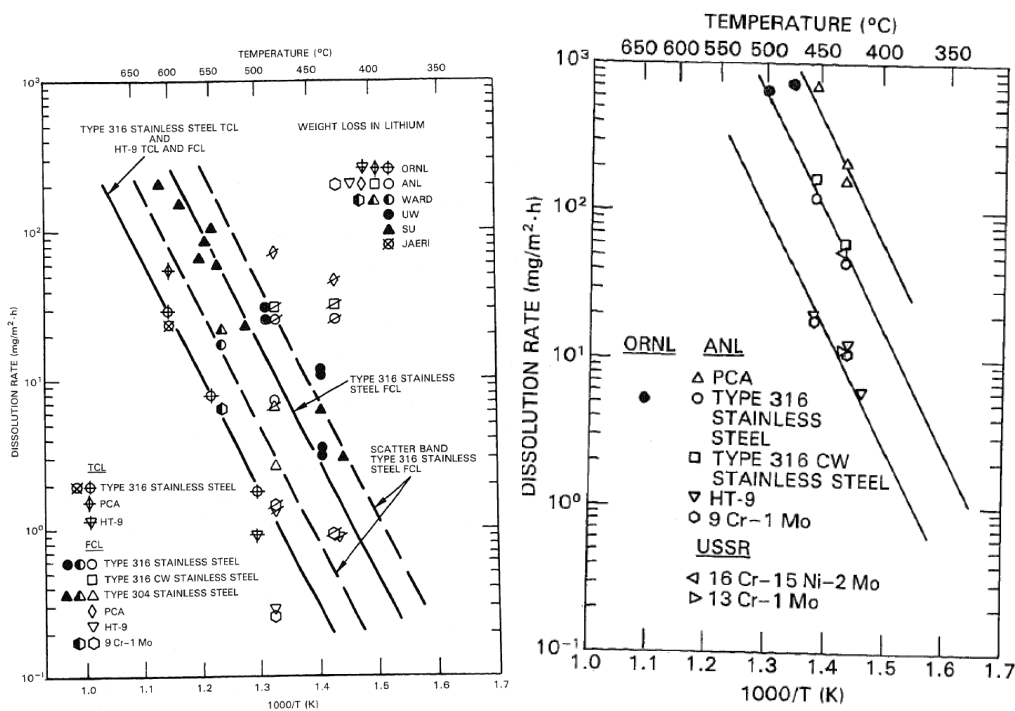 TEMPERATURE (°C)
650 600 550 500 450 400 350
10³
10²
10¹
10⁰
10⁻¹
DISSOLUTION RATE (mg/m²·h)
TYPE 316 STAINLESS STEEL TCL
AND
HT-9 TCL AND FCL
WEIGHT LOSS IN LITHIUM
ORNL
ANL
WARD
UW
SU
JAERI
TYPE 316 STAINLESS
STEEL FCL
SCATTER BAND
TYPE 316 STAINLESS
STEEL FCL
TCL
TYPE 316 STAINLESS STEEL
PCA
HT-9
FCL
TYPE 316 STAINLESS STEEL
TYPE 316 CW STAINLESS STEEL
TYPE 304 STAINLESS STEEL
PCA
HT-9
9 Cr-1 Mo
1.0 1.2 1.3 1.4 1.5 1.6 1.7
1000/T (K)
TEMPERATURE (°C)
650 600 550 500 450 400 350
10³
10²
10¹
10⁰
10⁻¹
DISSOLUTION RATE (mg/m²·h)
ORNL ANL
PCA
TYPE 316
STAINLESS
STEEL
TYPE 316 CW
STAINLESS STEEL
HT-9
9 Cr-1 Mo
USSR
16 Cr-15 Ni-2 Mo
13 Cr-1 Mo
1.0 1.1 1.2 1.3 1.4 1.5 1.6 1.7
1000/T (K)